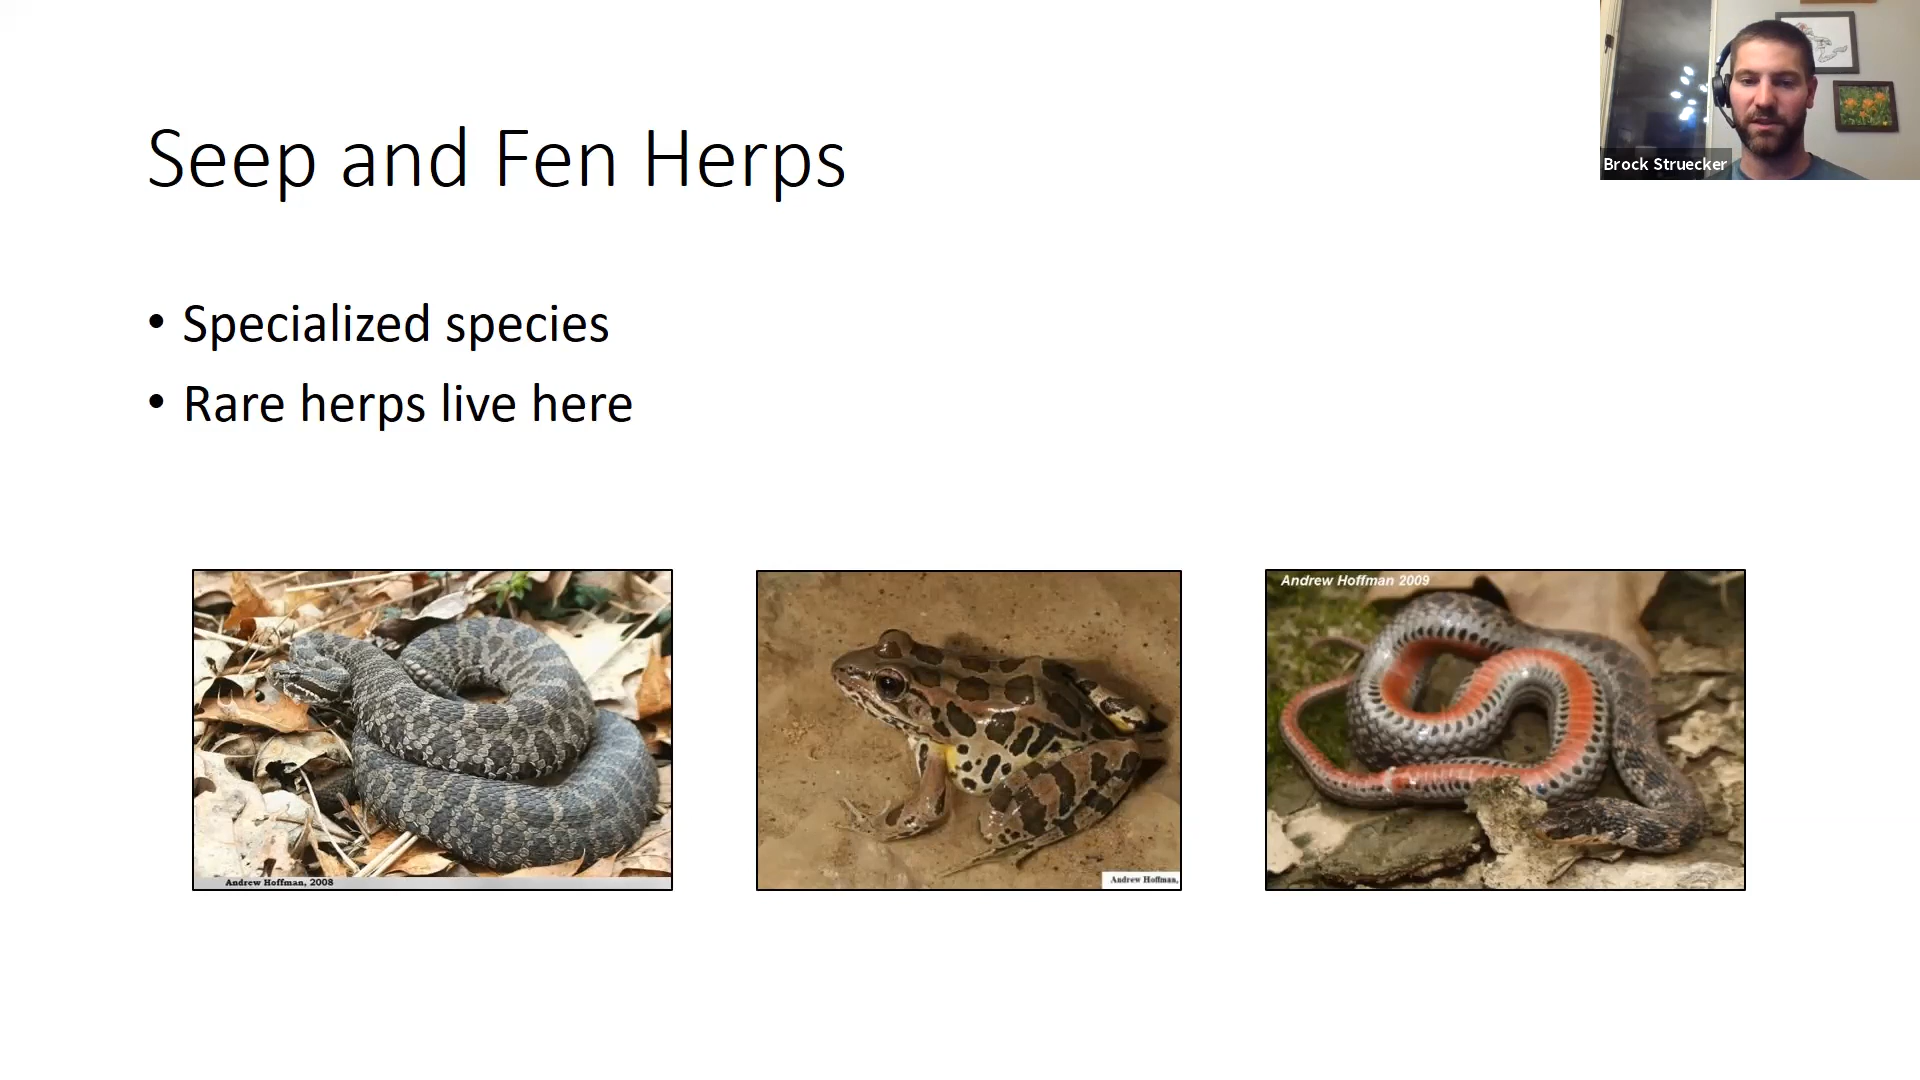 Seep and Fen Herps
Brock Struecker
• Specialized species
• Rare herps live here
Andrew Hoffman, 2008
Andrew Hoffman,
Andrew Hoffman 2009